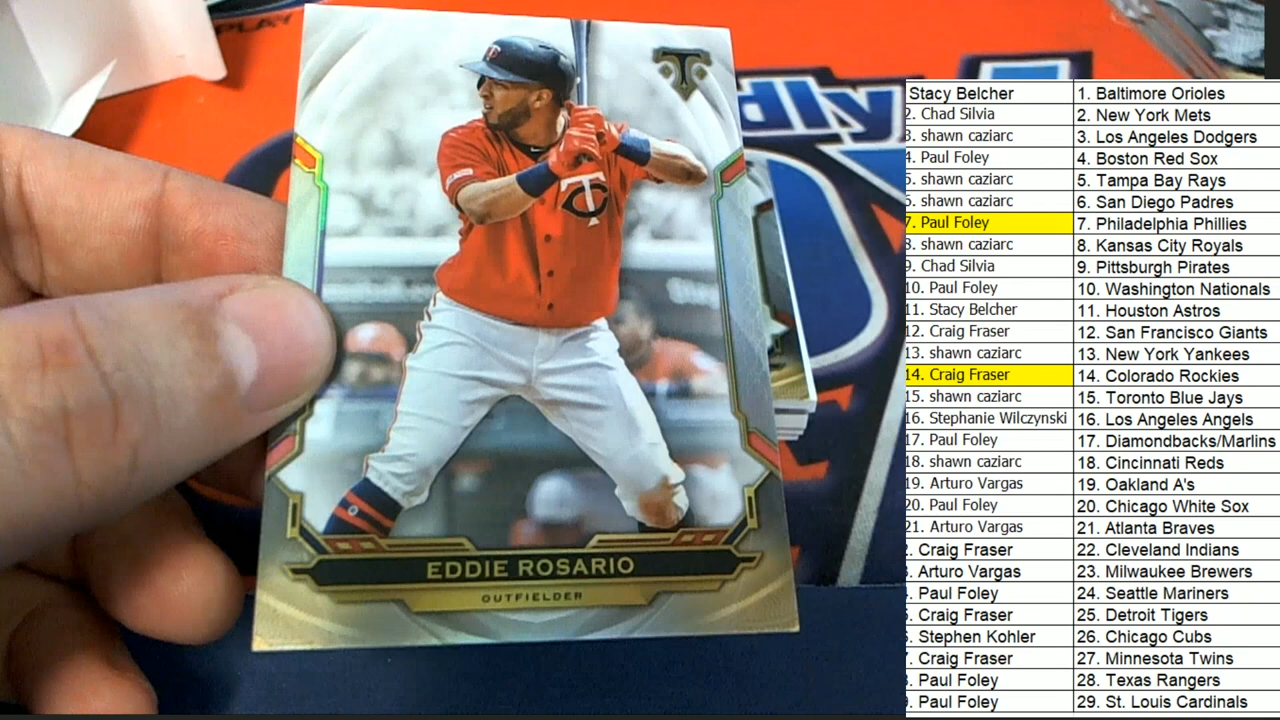 PLAY
dly
T
T
TC
EDDIE ROSARIO
OUTFIELDER
Stacy Belcher 1. Baltimore Orioles
2. Chad Silvia 2. New York Mets
3. shawn caziarc 3. Los Angeles Dodgers
4. Paul Foley 4. Boston Red Sox
5. shawn caziarc 5. Tampa Bay Rays
6. shawn caziarc 6. San Diego Padres
7. Paul Foley 7. Philadelphia Phillies
8. shawn caziarc 8. Kansas City Royals
9. Chad Silvia 9. Pittsburgh Pirates
10. Paul Foley 10. Washington Nationals
11. Stacy Belcher 11. Houston Astros
12. Craig Fraser 12. San Francisco Giants
13. shawn caziarc 13. New York Yankees
14. Craig Fraser 14. Colorado Rockies
15. shawn caziarc 15. Toronto Blue Jays
16. Stephanie Wilczynski 16. Los Angeles Angels
17. Paul Foley 17. Diamondbacks/Marlins
18. shawn caziarc 18. Cincinnati Reds
19. Arturo Vargas 19. Oakland A's
20. Paul Foley 20. Chicago White Sox
21. Arturo Vargas 21. Atlanta Braves
. Craig Fraser 22. Cleveland Indians
. Arturo Vargas 23. Milwaukee Brewers
. Paul Foley 24. Seattle Mariners
. Craig Fraser 25. Detroit Tigers
. Stephen Kohler 26. Chicago Cubs
. Craig Fraser 27. Minnesota Twins
. Paul Foley 28. Texas Rangers
. Paul Foley 29. St. Louis Cardinals